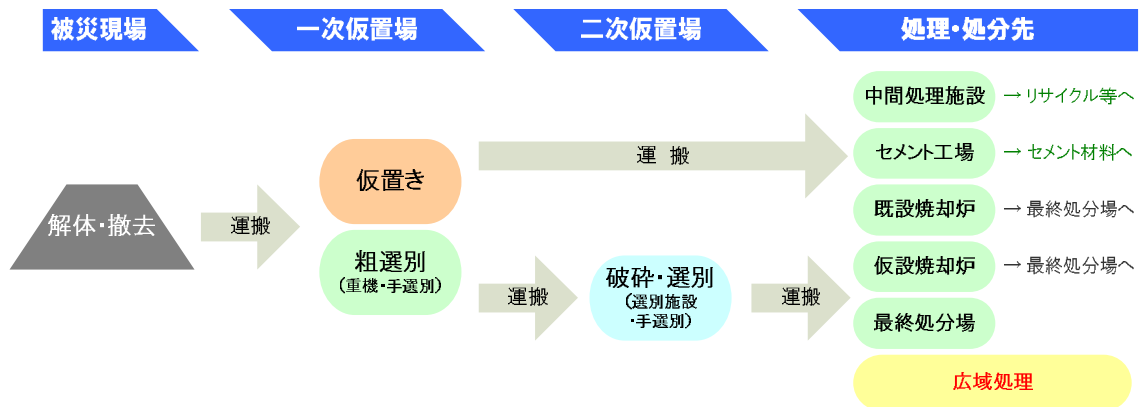 被災現場
一次仮置場
二次仮置場
処理・処分先
解体・撤去
運搬
仮置き
粗選別
(重機・手選別)
運 搬
運搬
破砕・選別
(選別施設
・手選別)
運搬
中間処理施設 → リサイクル等へ
セメント工場 → セメント材料へ
既設焼却炉 → 最終処分場へ
仮設焼却炉 → 最終処分場へ
最終処分場
広域処理